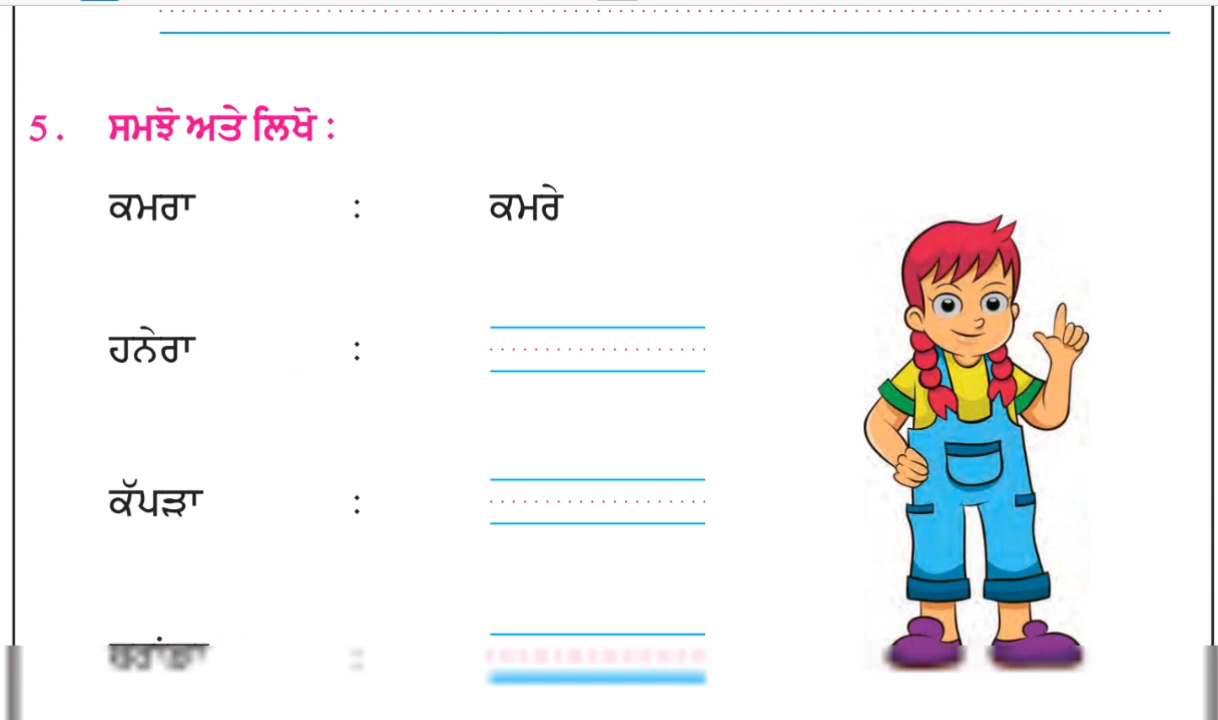 5. ਸਮਝੋ ਅਤੇ ਲਿਖੋ :
ਕਮਰਾ : ਕਮਰੇ
ਹਨੇਰਾ :
ਕੱਪੜਾ :